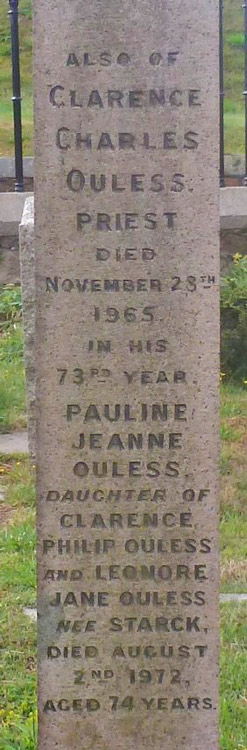 ALSO OF
CLARENCE
CHARLES
OULESS.
PRIEST
DIED
NOVEMBER 28TH
1965.
IN HIS
73RD YEAR.
PAULINE
JEANNE
OULESS,
DAUGHTER OF
CLARENCE
PHILIP OULESS
AND LEONORE
JANE OULESS
NÉE STARCK,
DIED AUGUST
2ND 1972,
AGED 74 YEARS.